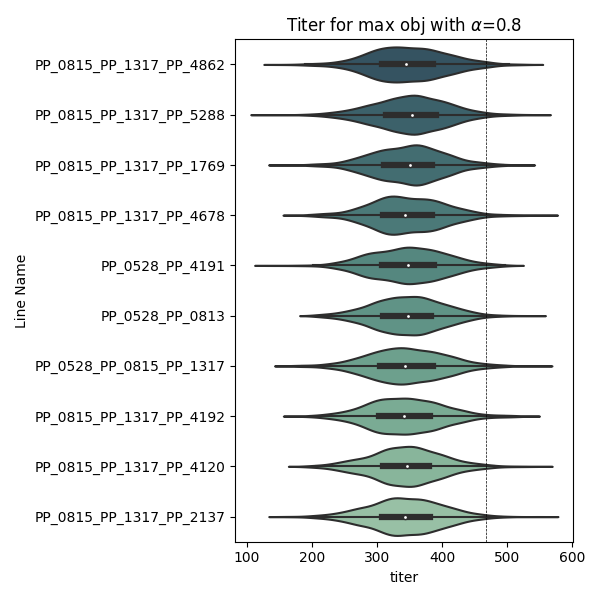 Titer for max obj with α=0.8
PP_0815_PP_1317_PP_4862
PP_0815_PP_1317_PP_5288
PP_0815_PP_1317_PP_1769
PP_0815_PP_1317_PP_4678
PP_0528_PP_4191
PP_0528_PP_0813
PP_0528_PP_0815_PP_1317
PP_0815_PP_1317_PP_4192
PP_0815_PP_1317_PP_4120
PP_0815_PP_1317_PP_2137
Line Name
100 200 300 400 500 600
titer